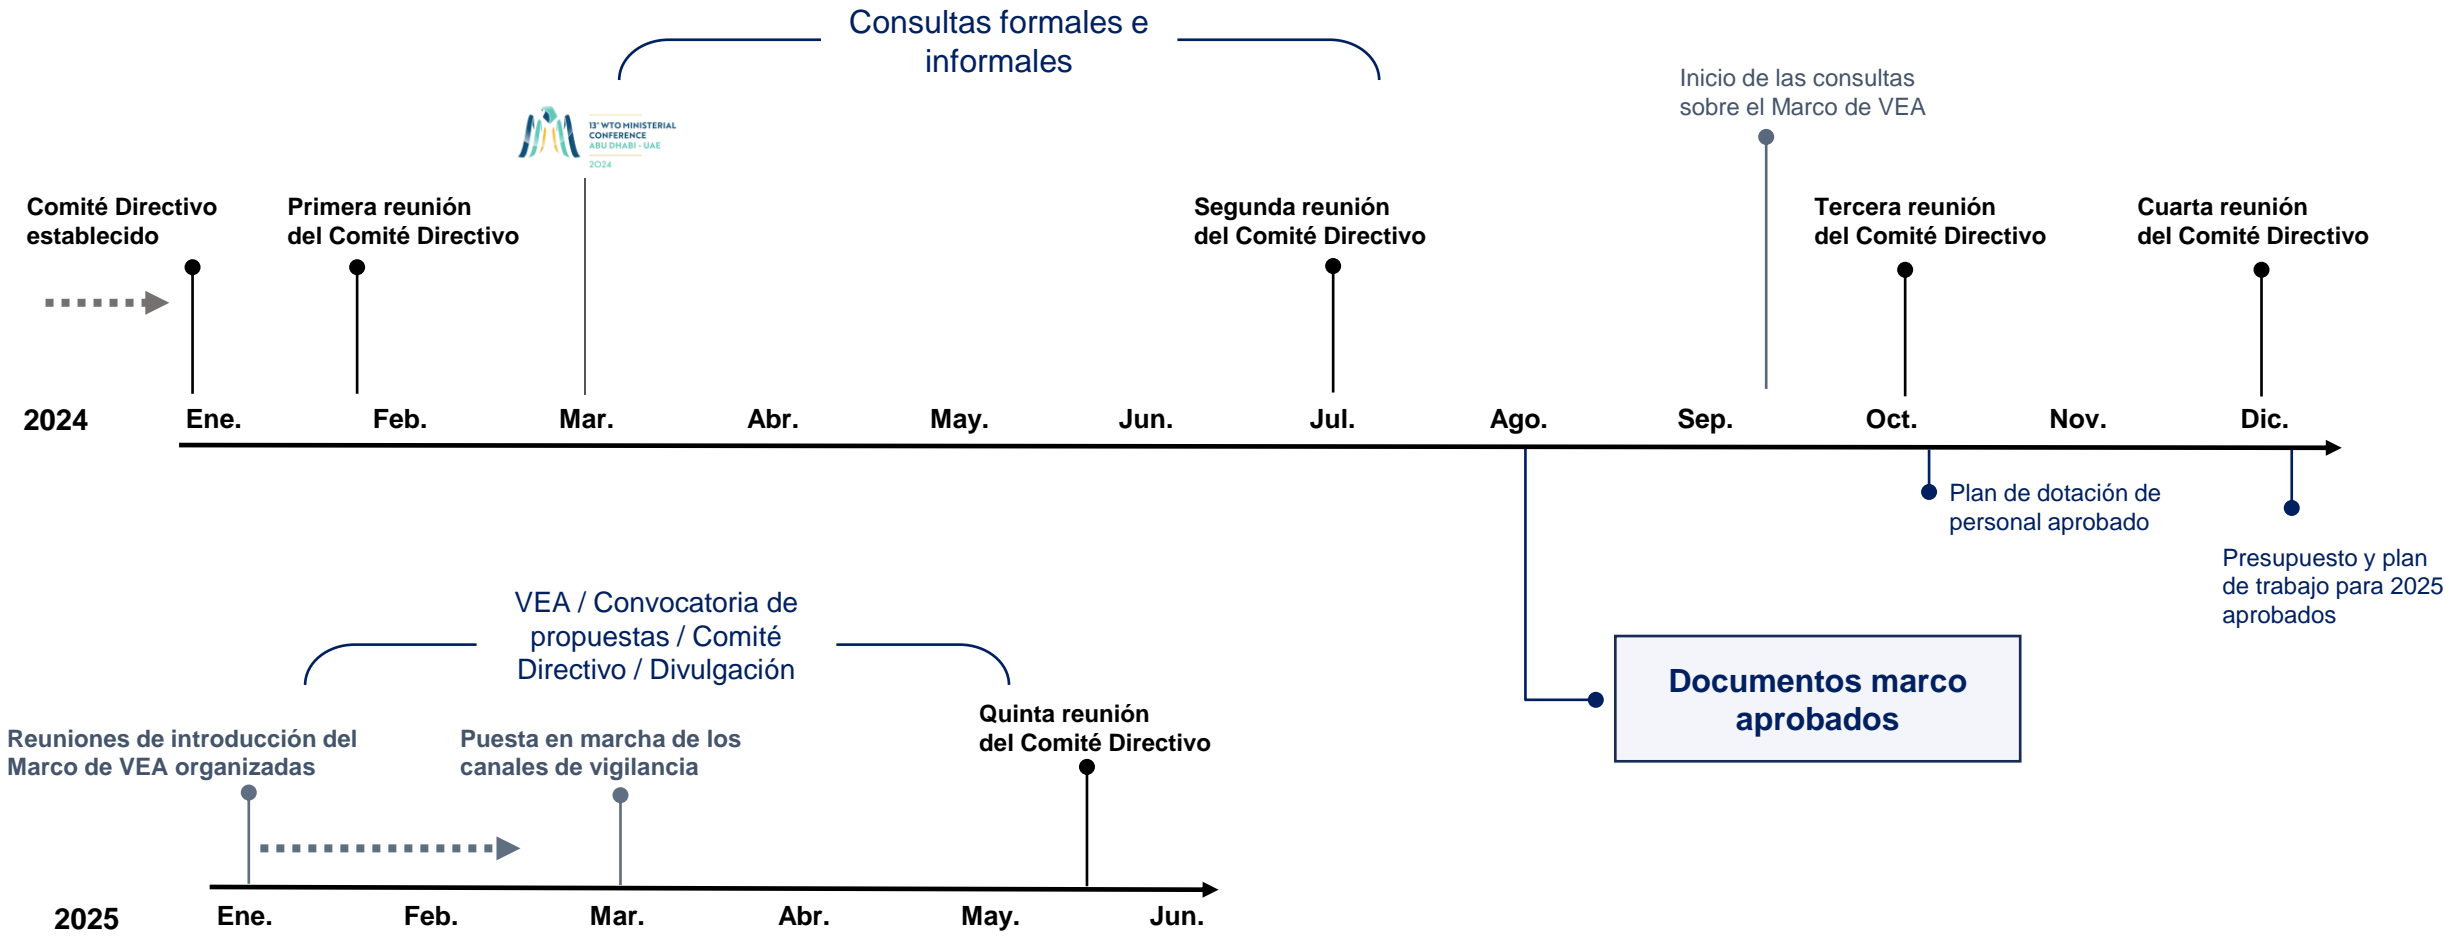 Consultas formales e
informales
Inicio de las consultas
sobre el Marco de VEA
13th WTO MINISTERIAL
CONFERENCE
ABU DHABI - UAE
2024
Comité Directivo
establecido
Primera reunión
del Comité Directivo
Segunda reunión
del Comité Directivo
Tercera reunión
del Comité Directivo
Cuarta reunión
del Comité Directivo
2024 Ene. Feb. Mar. Abr. May. Jun. Jul. Ago. Sep. Oct. Nov. Dic.
Plan de dotación de
personal aprobado
Presupuesto y plan
de trabajo para 2025
aprobados
Documentos marco
aprobados
VEA / Convocatoria de
propuestas / Comité
Directivo / Divulgación
Reuniones de introducción del
Marco de VEA organizadas
Puesta en marcha de los
canales de vigilancia
Quinta reunión
del Comité Directivo
2025 Ene. Feb. Mar. Abr. May. Jun.